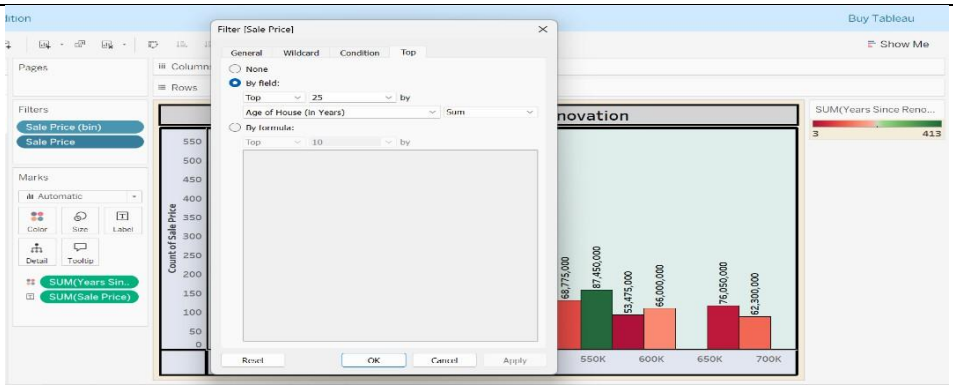 ition
Buy Tableau
Show Me
Pages
Columns
Rows
Filters
Sale Price (bin)
Sale Price
Marks
Automatic
Color
Size
Label
Detail
Tooltip
SUM(Years Sin..
SUM(Sale Price)
Filter [Sale Price]
General
Wildcard
Condition
Top
None
By field:
Top
25
by
Age of House (in Years)
Sum
By formula:
Top
10
by
Reset
OK
Cancel
Apply
novation
Count of Sale Price
550
500
450
400
350
300
250
200
150
100
50
0
68,775,000
87,450,000
53,475,000
66,000,000
76,050,000
62,300,000
550K
600K
650K
700K
SUM(Years Since Reno...
3
413